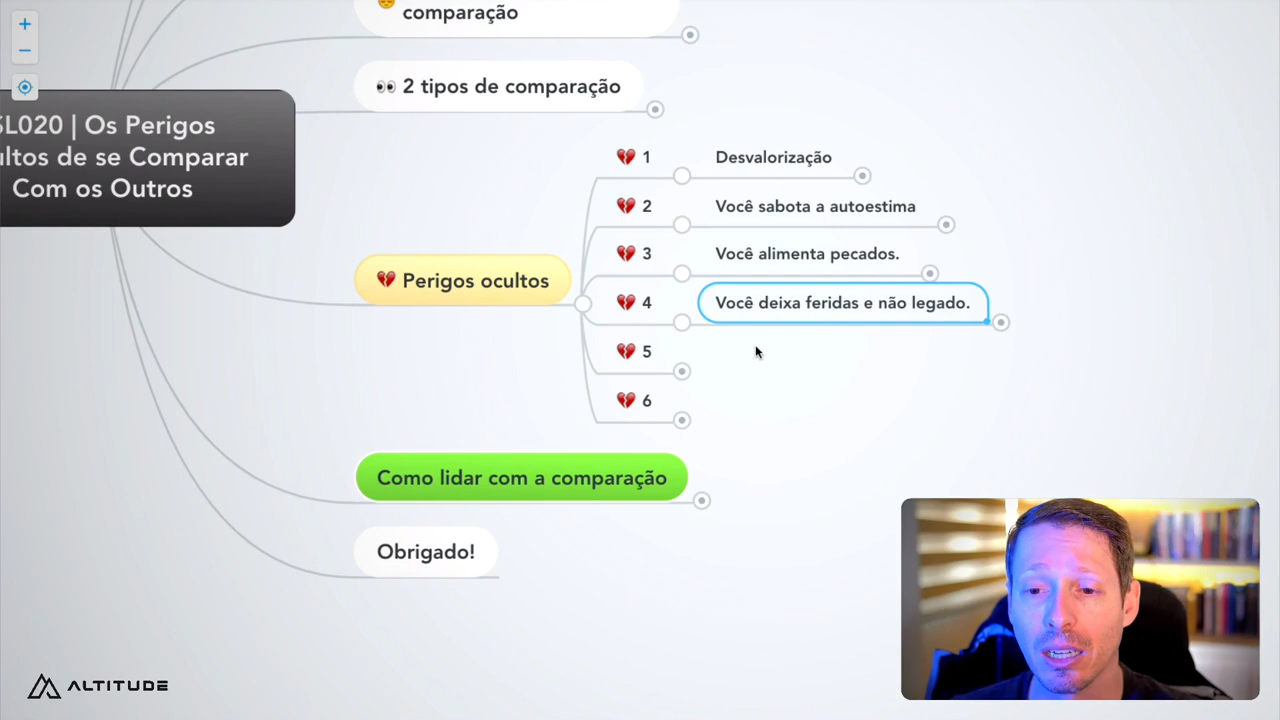 comparação
2 tipos de comparação
SL020 | Os Perigos
ultos de se Comparar
Com os Outros
1 Desvalorização
2 Você sabota a autoestima
3 Você alimenta pecados.
Perigos ocultos
4 Você deixa feridas e não legado.
5
6
Como lidar com a comparação
Obrigado!
ALTITUDE